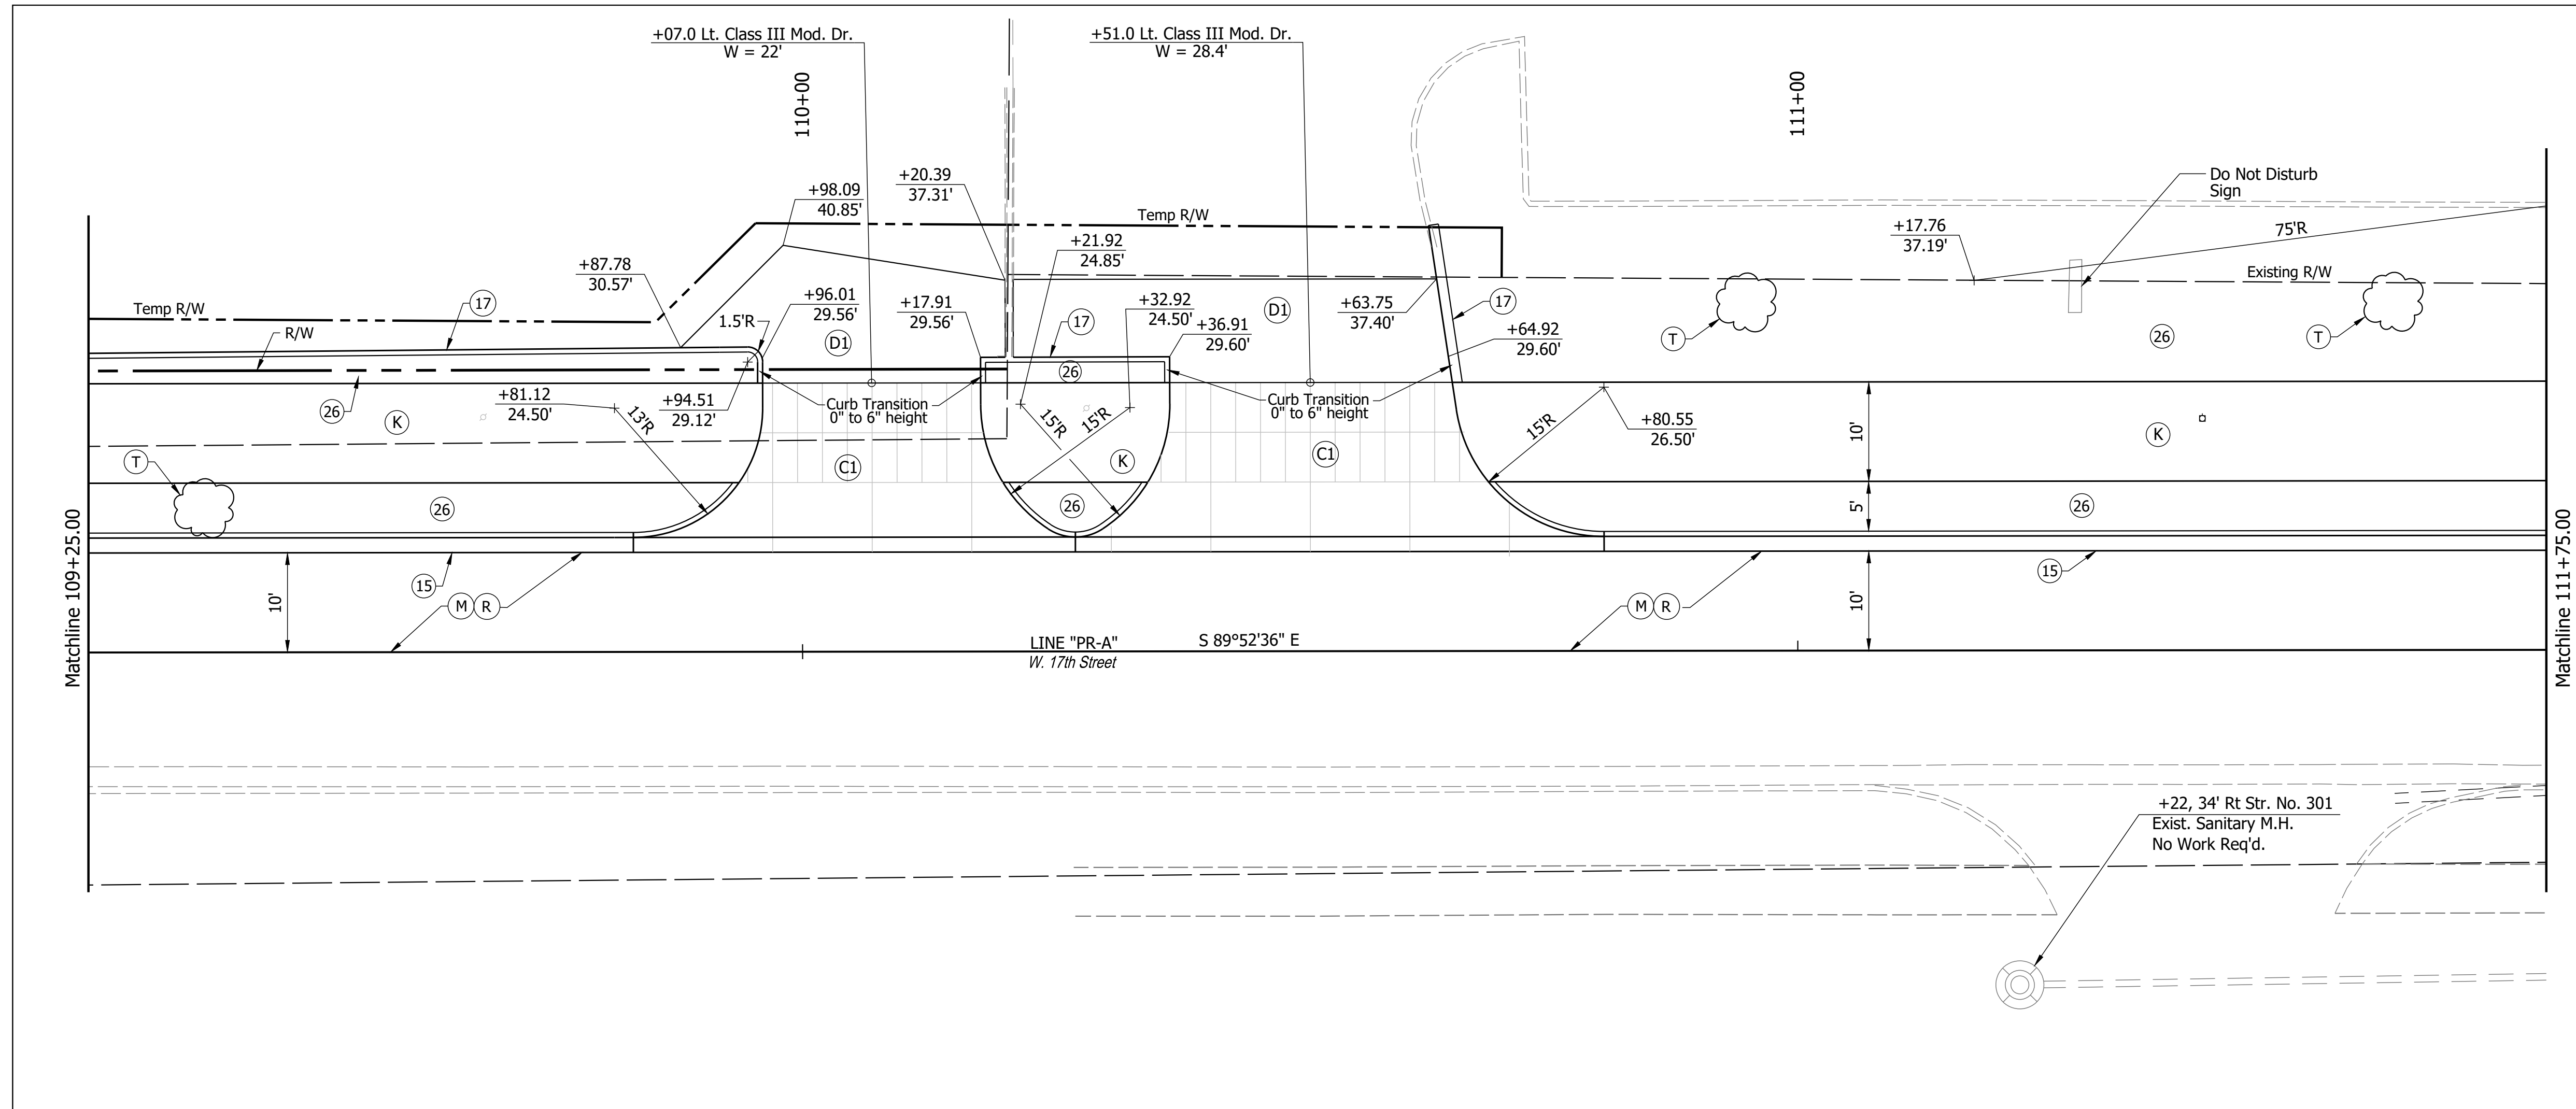 +07.0 Lt. Class III Mod. Dr.
W = 22'
+51.0 Lt. Class III Mod. Dr.
W = 28.4'
110+00
111+00
+98.09
40.85'
+20.39
37.31'
Do Not Disturb
Sign
Temp R/W
+17.76
37.19'
75'R
+21.92
24.85'
+87.78
30.57'
Existing R/W
Temp R/W
17
R/W
+96.01
29.56'
1.5'R
+17.91
29.56'
+32.92
24.50'
17
+36.91
29.60'
D1
+63.75
37.40'
17
+64.92
29.60'
D1
T
26
T
26
26
+81.12
24.50'
+94.51
29.12'
Curb Transition
0" to 6" height
Curb Transition
0" to 6" height
K
13'R
15'R
15'R
15'R
+80.55
26.50'
10'
K
T
C1
K
C1
26
26
5'
26
Matchline 109+25.00
15
10'
M
R
M
R
10'
15
Matchline 111+75.00
LINE "PR-A"
S 89°52'36" E
W. 17th Street
+22, 34' Rt Str. No. 301
Exist. Sanitary M.H.
No Work Req'd.